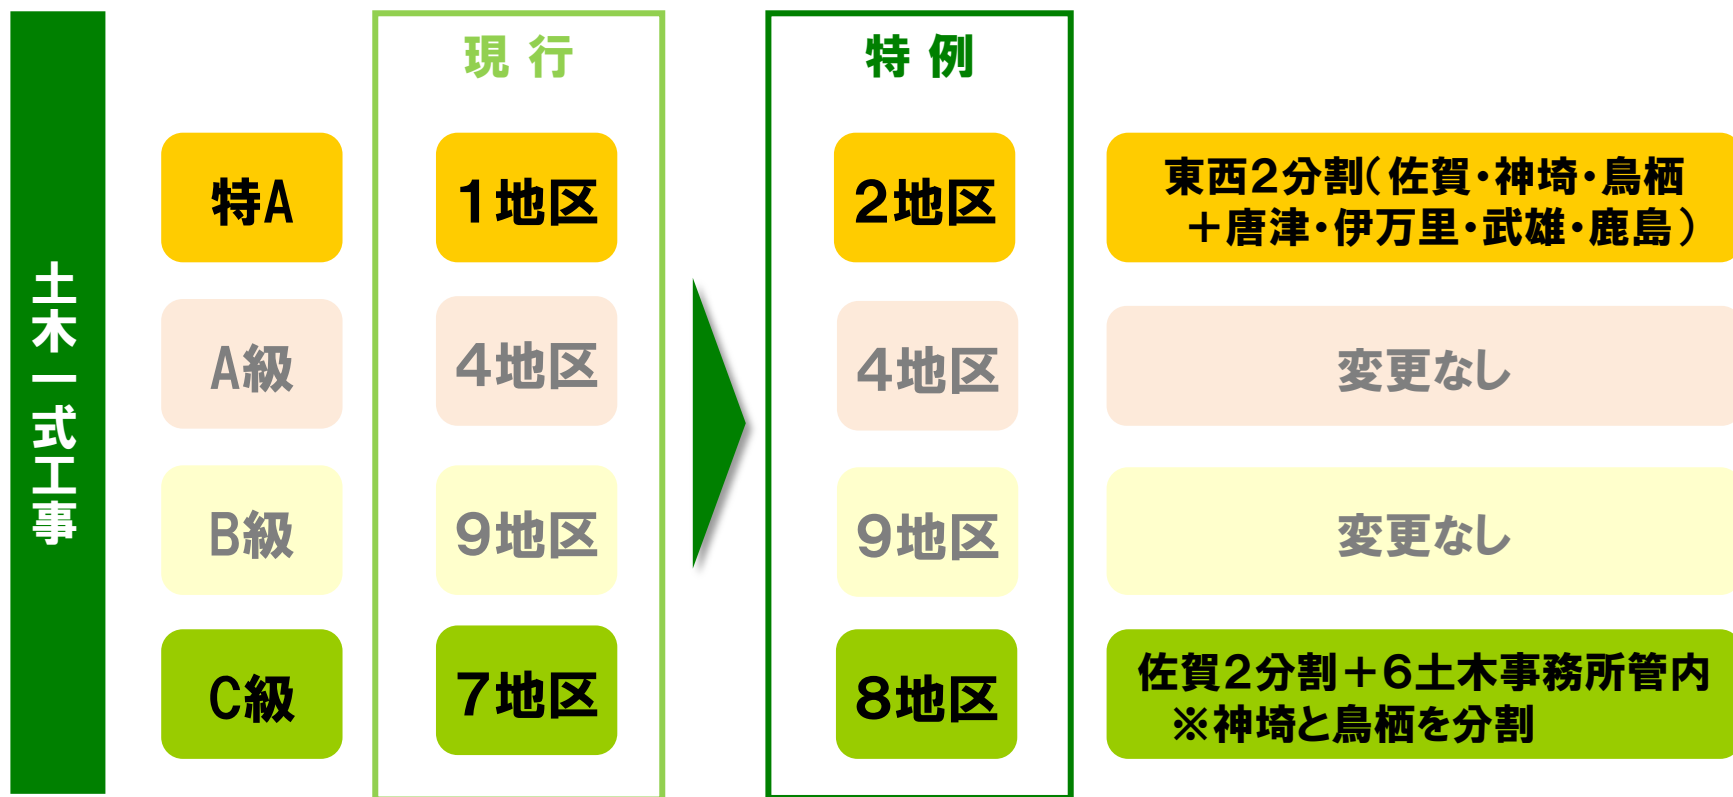 土木一式工事
現 行
特 例
特A
1地区
2地区
東西2分割(佐賀・神埼・鳥栖
+唐津・伊万里・武雄・鹿島)
A級
4地区
4地区
変更なし
B級
9地区
9地区
変更なし
C級
7地区
8地区
佐賀2分割+6土木事務所管内
※神埼と鳥栖を分割